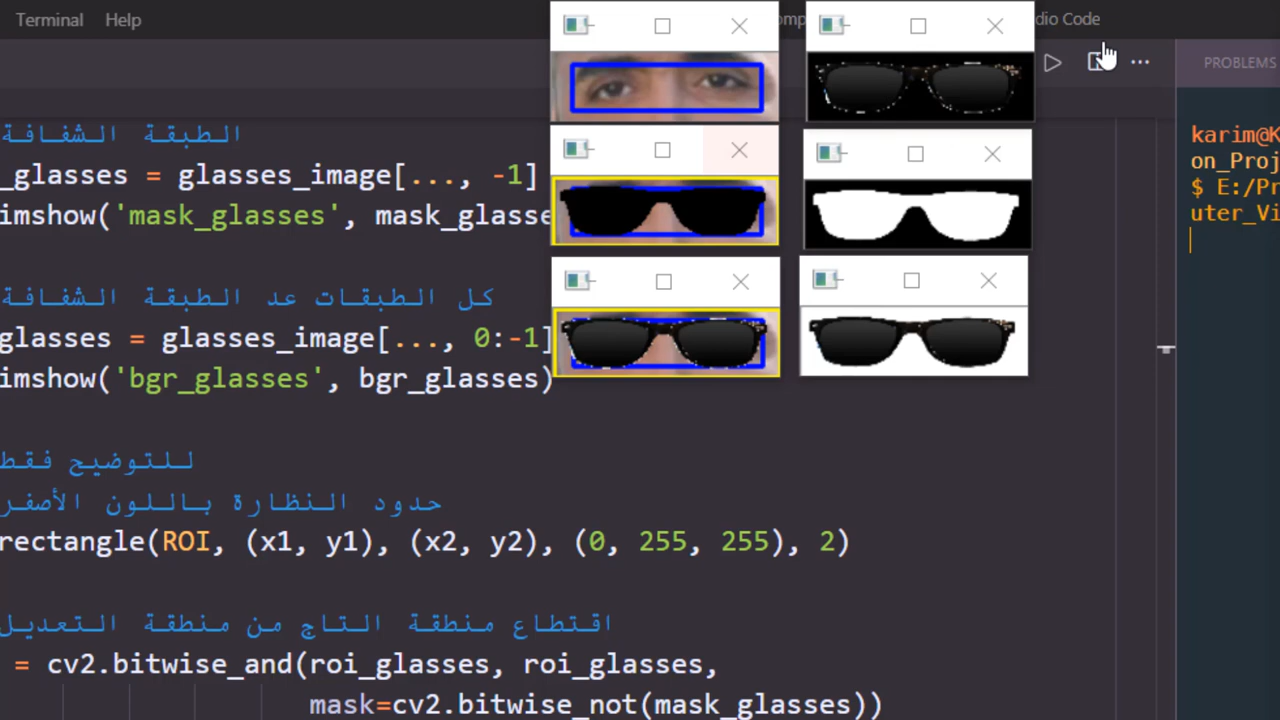 Terminal Help
dio Code
PROBLEMS
الطبقة الشفافة
_glasses = glasses_image[..., -1]
imshow('mask_glasses', mask_glasse
كل الطبقات عد الطبقة الشفافة
glasses = glasses_image[..., 0:-1]
imshow('bgr_glasses', bgr_glasses)
للتوضيح فقط
حدود النظارة باللون الأصفر
rectangle(ROI, (x1, y1), (x2, y2), (0, 255, 255), 2)
اقتطاع منطقة التاج من منطقة التعديل
= cv2.bitwise_and(roi_glasses, roi_glasses,
mask=cv2.bitwise_not(mask_glasses))
karim@K
on_Proj
$ E:/Pr
uter_Vi